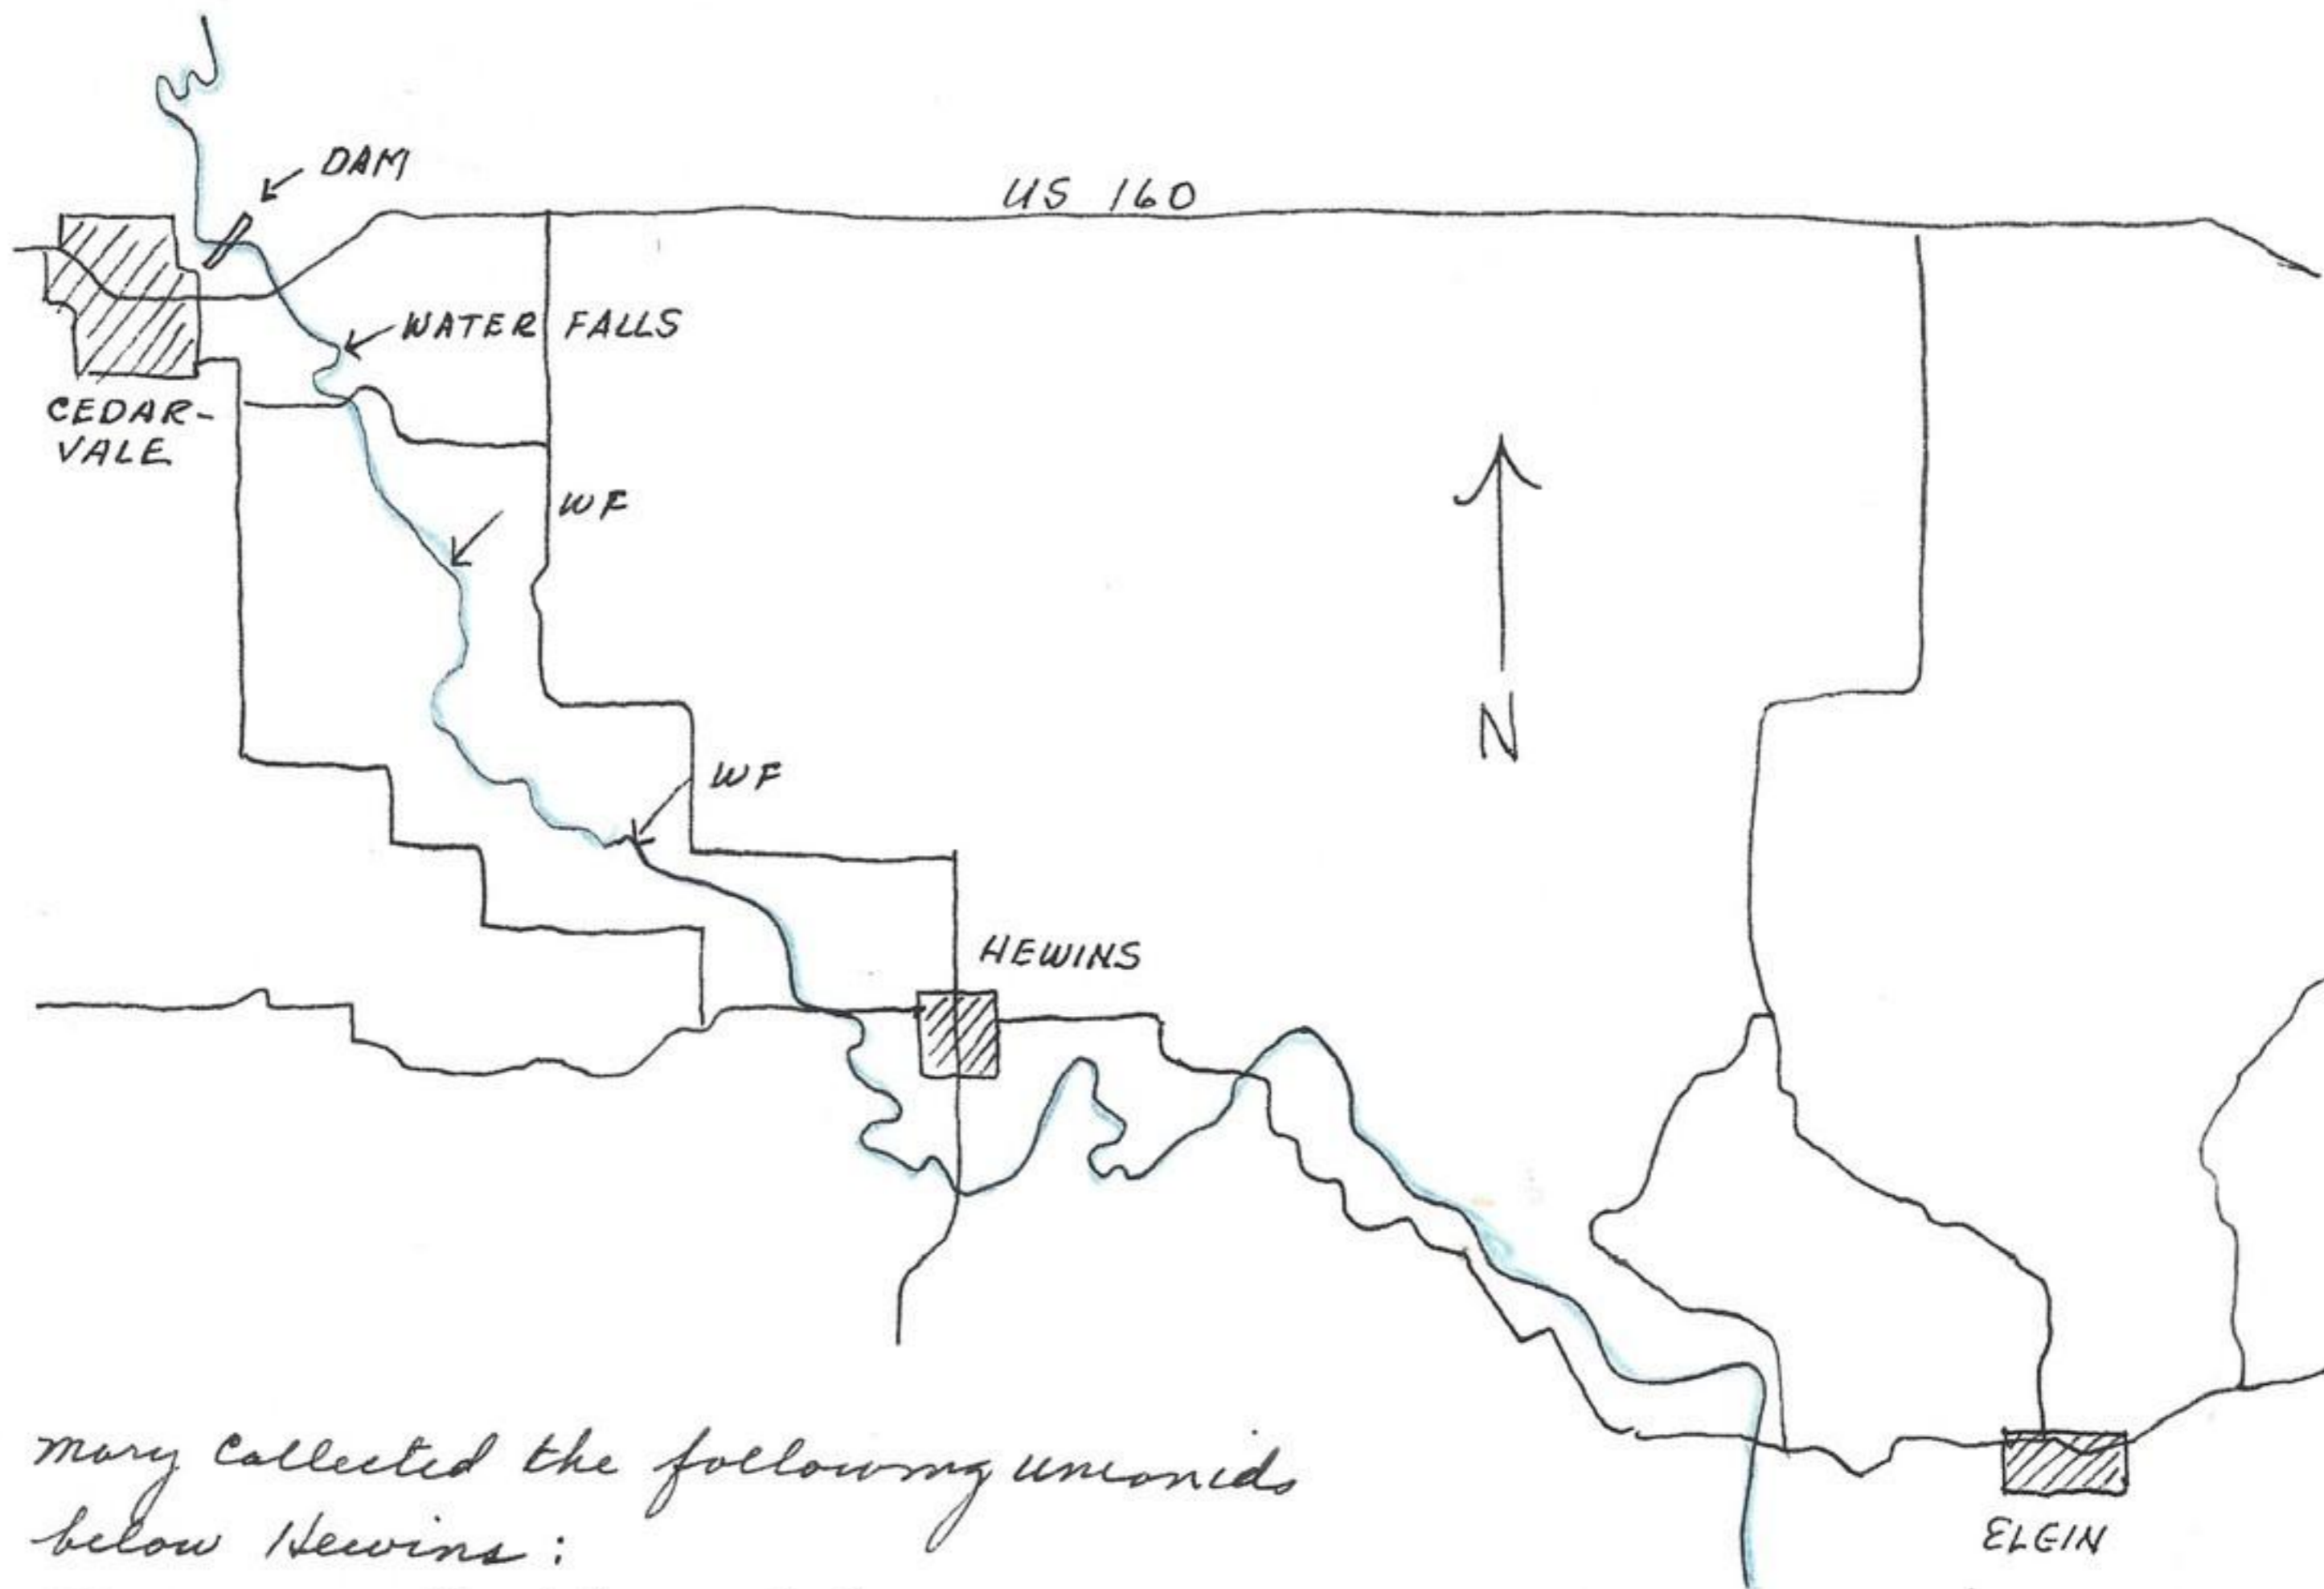 DAM
US 160
WATER FALLS
CEDAR-
VALE
WF
N
WF
HEWINS
Mary collected the following unionids
below Hewins:
ELGIN